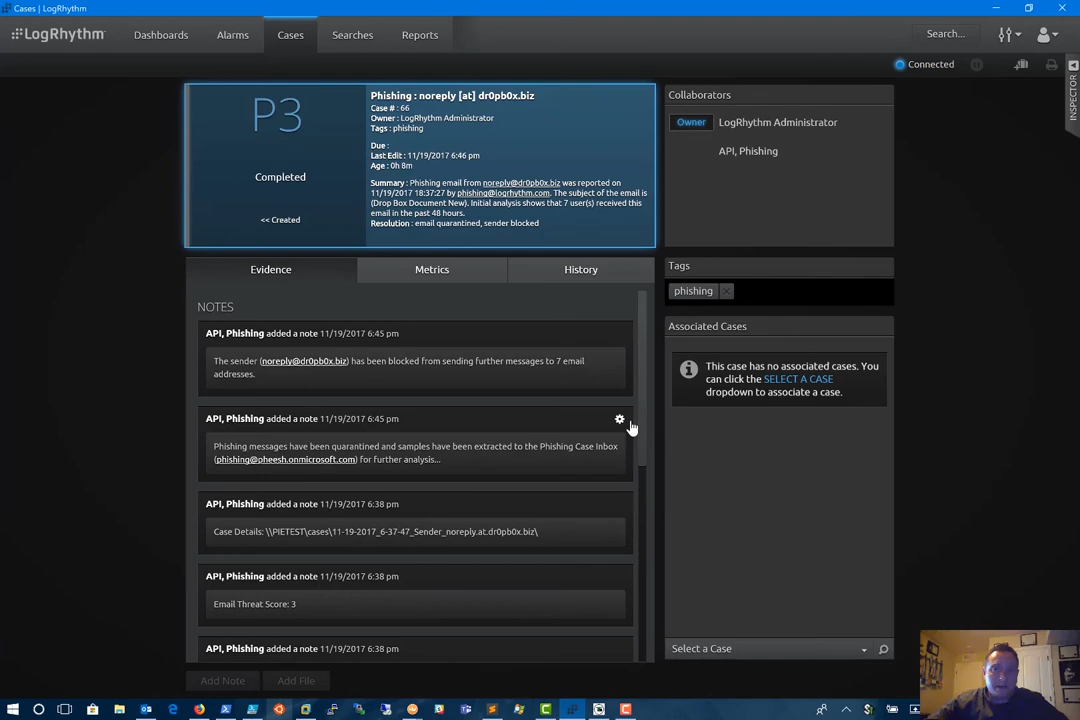 Cases | LogRhythm
LogRhythm
Dashboards
Alarms
Cases
Searches
Reports
Search...
Connected
INSPECTOR
P3
Completed
<< Created
Phishing : noreply [at] dr0pb0x.biz
Case # : 66
Owner : LogRhythm Administrator
Tags : phishing
Due :
Last Edit : 11/19/2017 6:46 pm
Age : 0h 8m
Summary : Phishing email from noreply@dr0pb0x.biz was reported on
11/19/2017 18:37:27 by phishing@logrhythm.com. The subject of the email is
(Drop Box Document New). Initial analysis shows that 7 user(s) received this
email in the past 48 hours.
Resolution : email quarantined, sender blocked
Collaborators
Owner
LogRhythm Administrator
API, Phishing
Evidence
Metrics
History
Tags
phishing
NOTES
API, Phishing added a note 11/19/2017 6:45 pm
The sender (noreply@dr0pb0x.biz) has been blocked from sending further messages to 7 email
addresses.
API, Phishing added a note 11/19/2017 6:45 pm
Phishing messages have been quarantined and samples have been extracted to the Phishing Case Inbox
(phishing@pheesh.onmicrosoft.com) for further analysis...
API, Phishing added a note 11/19/2017 6:38 pm
Case Details: \\PIETEST\cases\11-19-2017_6-37-47_Sender_noreply.at.dr0pb0x.biz\
API, Phishing added a note 11/19/2017 6:38 pm
Email Threat Score: 3
API, Phishing added a note 11/19/2017 6:38 pm
Add Note
Add File
Associated Cases
This case has no associated cases. You
can click the SELECT A CASE
dropdown to associate a case.
Select a Case